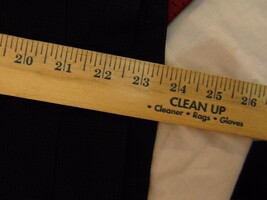 20 21 22 23 24 25 26
CLEAN UP
• Cleaner • Rags • Gloves